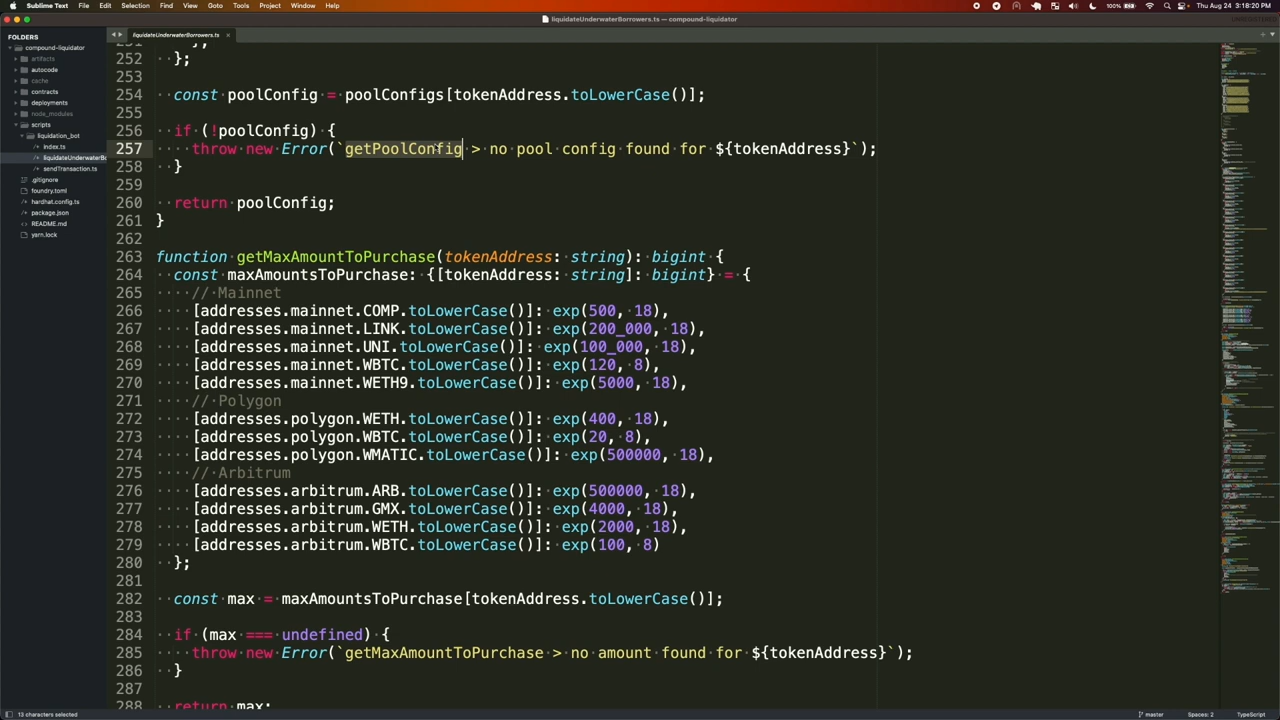 Sublime Text File Edit Selection Find View Goto Tools Project Window Help
100% Thu Aug 24 3:18:20 PM
liquidateUnderwaterBorrowers.ts — compound-liquidator
UNREGISTERED
FOLDERS
compound-liquidator
artifacts
autocode
cache
contracts
deployments
node_modules
scripts
liquidation_bot
index.ts
liquidateUnderwaterBo
sendTransaction.ts
.gitignore
foundry.toml
hardhat.config.ts
package.json
README.md
yarn.lock
liquidateUnderwaterBorrowers.ts
251 };
252 };
253
254 const poolConfig = poolConfigs[tokenAddress.toLowerCase()];
255
256 if (!poolConfig) {
257 throw new Error(`getPoolConfig > no pool config found for ${tokenAddress}`);
258 }
259
260 return poolConfig;
261 }
262
263 function getMaxAmountToPurchase(tokenAddress: string): bigint {
264 const maxAmountsToPurchase: {[tokenAddress: string]: bigint} = {
265 // Mainnet
266 [addresses.mainnet.COMP.toLowerCase()]: exp(500, 18),
267 [addresses.mainnet.LINK.toLowerCase()]: exp(200_000, 18),
268 [addresses.mainnet.UNI.toLowerCase()]: exp(100_000, 18),
269 [addresses.mainnet.WBTC.toLowerCase()]: exp(120, 8),
270 [addresses.mainnet.WETH9.toLowerCase()]: exp(5000, 18),
271 // Polygon
272 [addresses.polygon.WETH.toLowerCase()]: exp(400, 18),
273 [addresses.polygon.WBTC.toLowerCase()]: exp(20, 8),
274 [addresses.polygon.WMATIC.toLowerCase()]: exp(500000, 18),
275 // Arbitrum
276 [addresses.arbitrum.ARB.toLowerCase()]: exp(500000, 18),
277 [addresses.arbitrum.GMX.toLowerCase()]: exp(4000, 18),
278 [addresses.arbitrum.WETH.toLowerCase()]: exp(2000, 18),
279 [addresses.arbitrum.WBTC.toLowerCase()]: exp(100, 8)
280 };
281
282 const max = maxAmountsToPurchase[tokenAddress.toLowerCase()];
283
284 if (max === undefined) {
285 throw new Error(`getMaxAmountToPurchase > no amount found for ${tokenAddress}`);
286 }
287
288 return max;
13 characters selected
master Spaces: 2 TypeScript